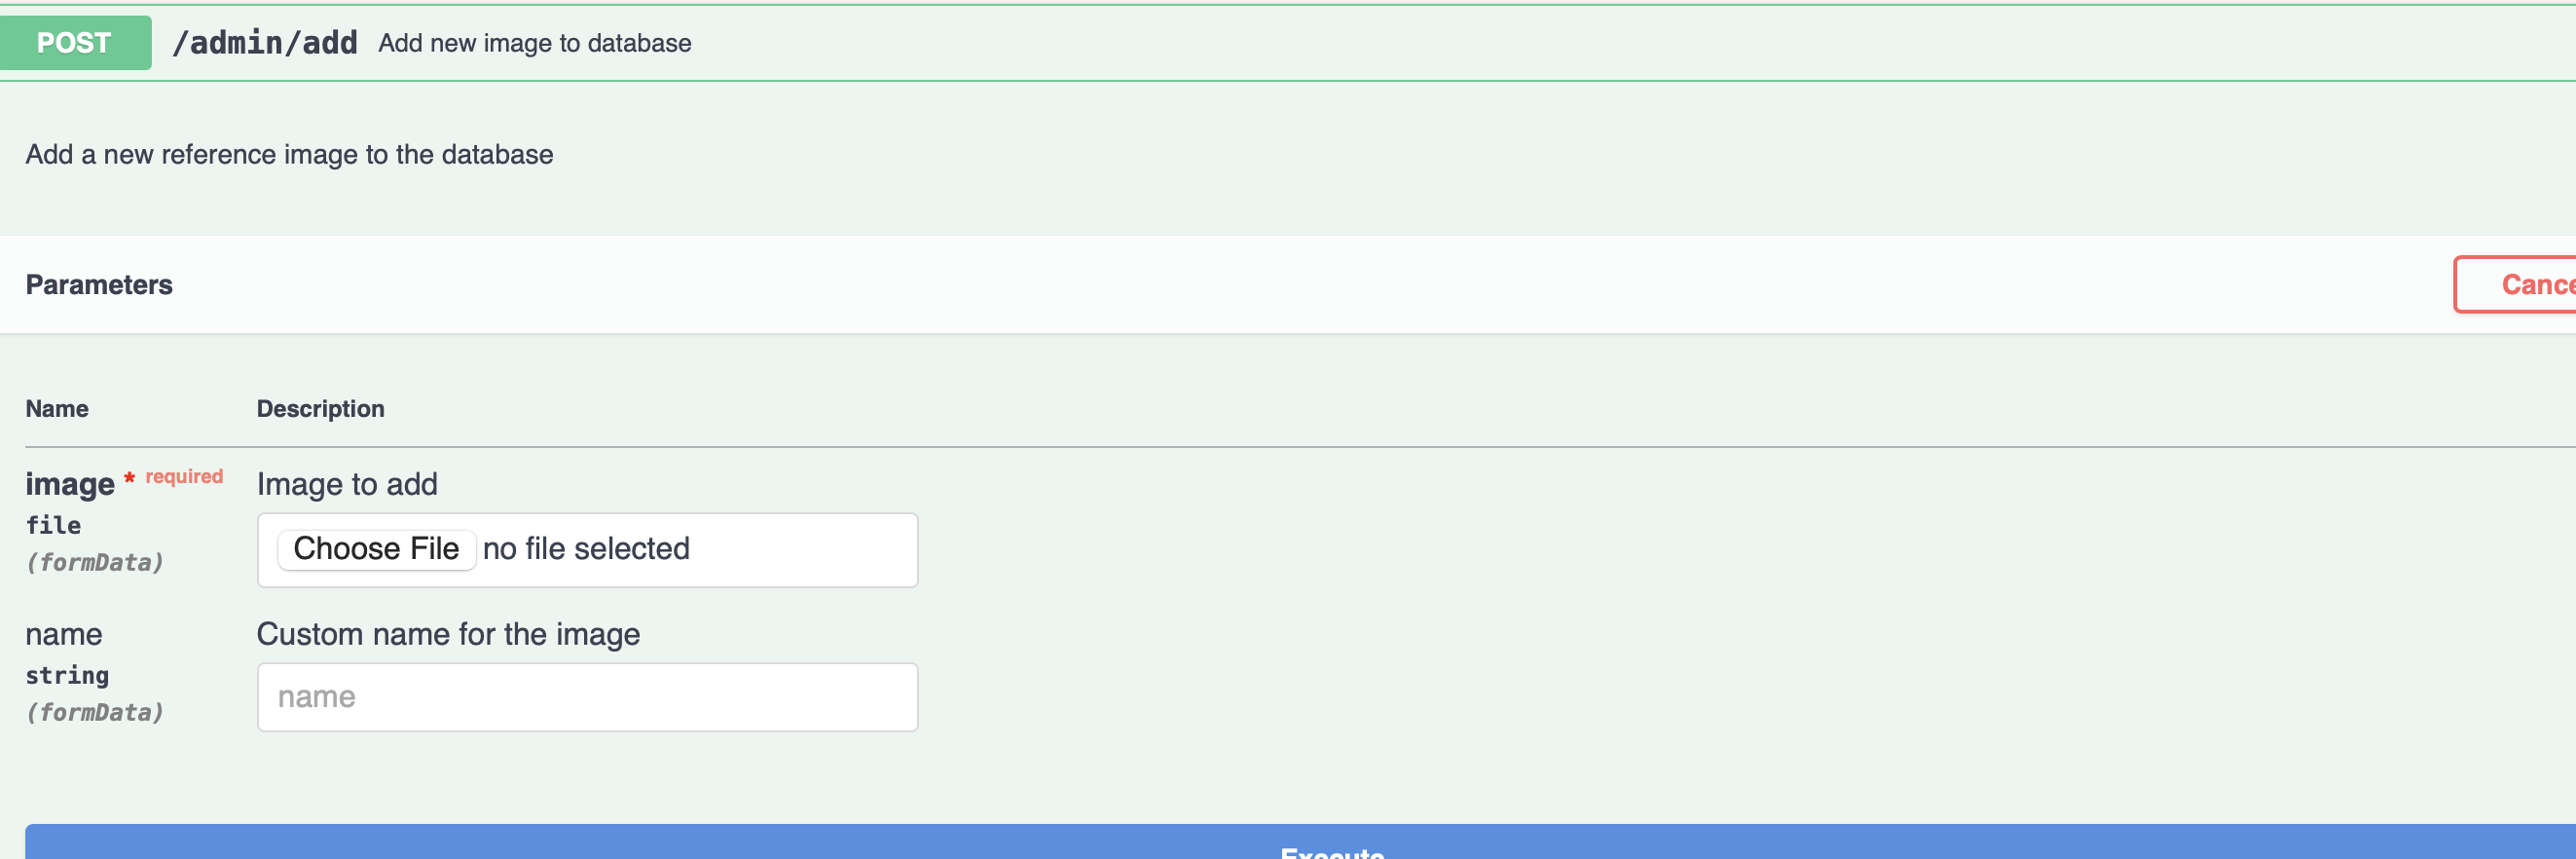 POST /admin/add Add new image to database
Add a new reference image to the database
Parameters
Cance
Name Description
image * required Image to add
file
(formData)
Choose File no file selected
name Custom name for the image
string
(formData)
name
Execute